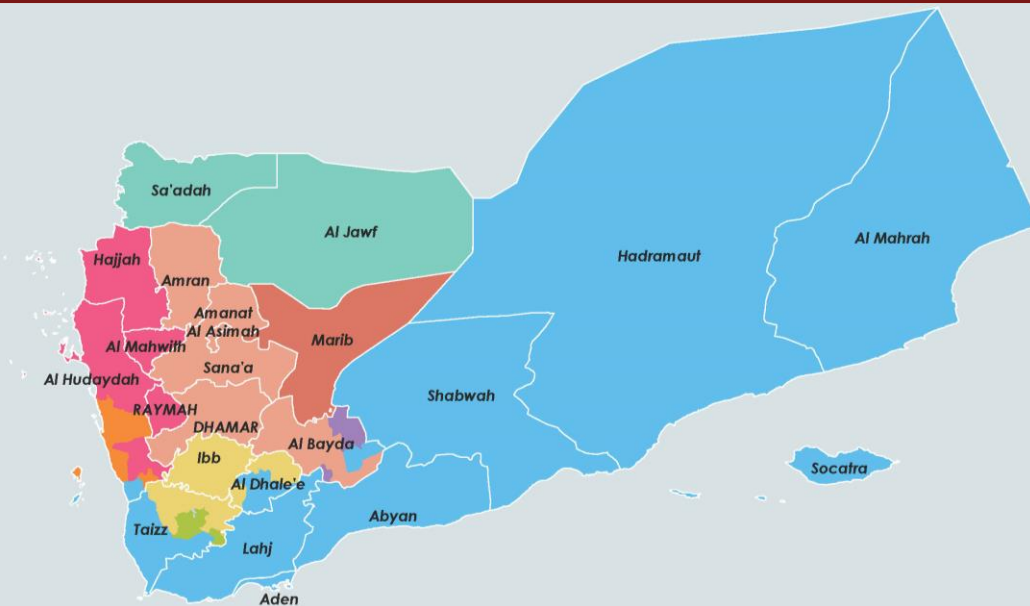 Sa'adah
Al Jawf
Hajjah
Amran
Hadramaut
Al Mahrah
Amanat
Al Asimah
Marib
Al Mahwith
Sana'a
Al Hudaydah
Shabwah
RAYMAH
DHAMAR
Al Bayda
Ibb
Socatra
Al Dhale'e
Abyan
Taizz
Lahj
Aden